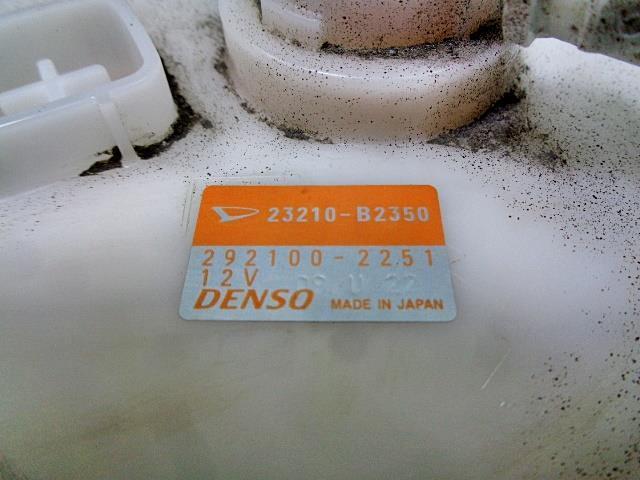 23210-B2350
292100-2251
12V
DENSO MADE IN JAPAN